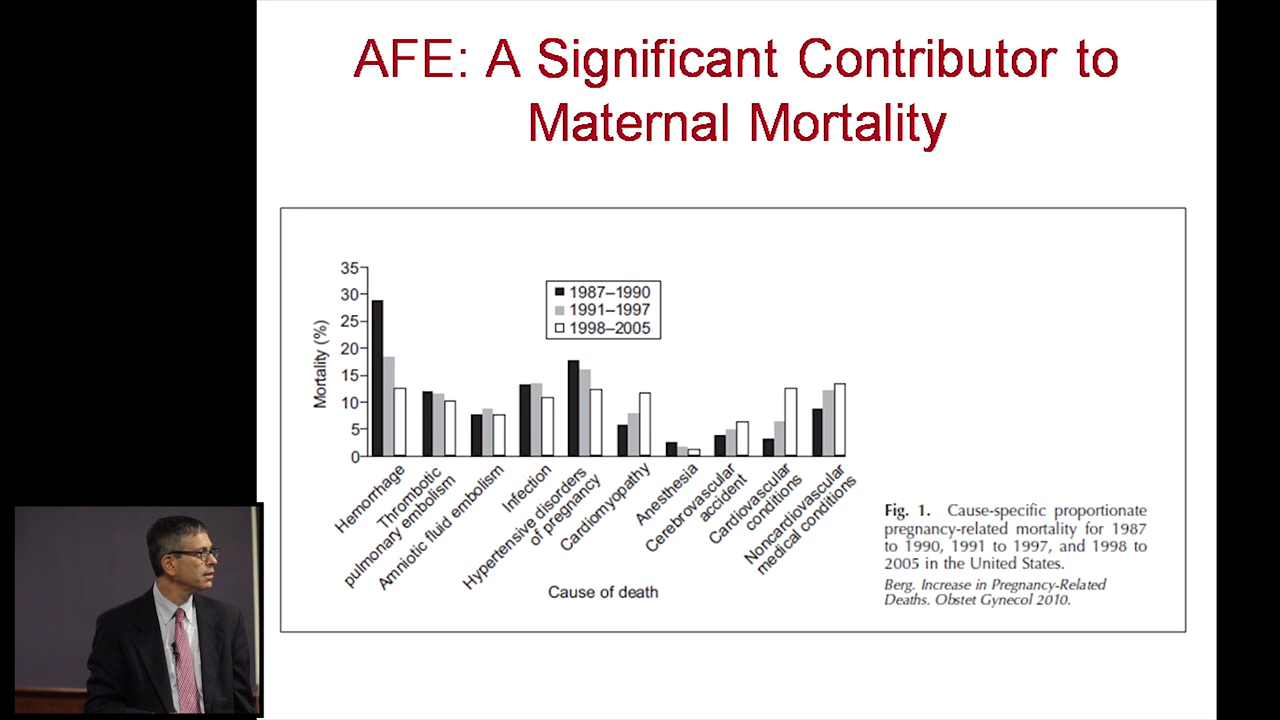 AFE: A Significant Contributor to
Maternal Mortality
35
30
25
20
15
10
5
0
Mortality (%)
1987–1990
1991–1997
1998–2005
Hemorrhage
Thrombotic
pulmonary embolism
Amniotic fluid embolism
Infection
Hypertensive disorders
of pregnancy
Cardiomyopathy
Anesthesia
Cerebrovascular
accident
Cardiovascular
conditions
Noncardiovascular
medical conditions
Cause of death
Fig. 1. Cause-specific proportionate
pregnancy-related mortality for 1987
to 1990, 1991 to 1997, and 1998 to
2005 in the United States.
Berg. Increase in Pregnancy-Related
Deaths. Obstet Gynecol 2010.